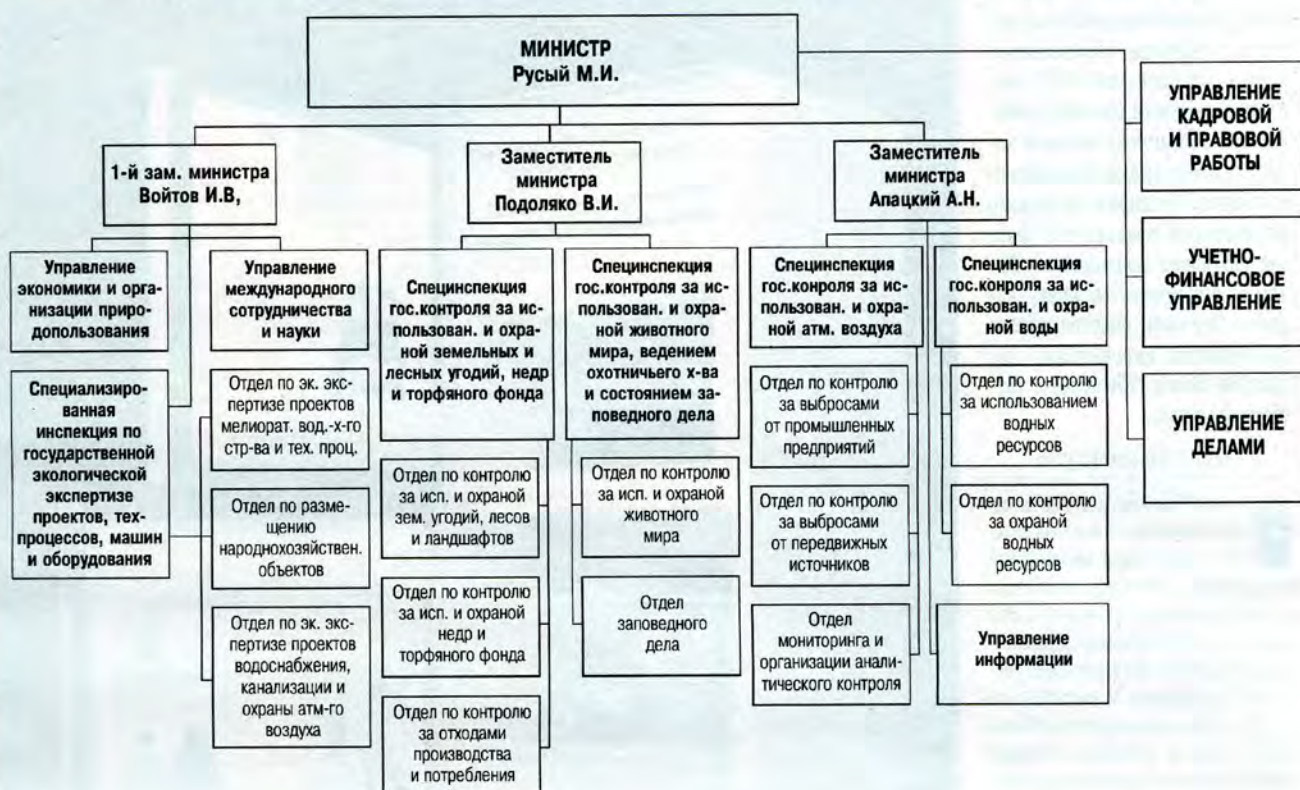 МИНИСТР
Русый М.И.
УПРАВЛЕНИЕ
КАДРОВОЙ
И ПРАВОВОЙ
РАБОТЫ
1-й зам. министра
Войтов И.В,
Заместитель
министра
Подоляко В.И.
Заместитель
министра
Апацкий А.Н.
УЧЕТНО-
ФИНАНСОВОЕ
УПРАВЛЕНИЕ
УПРАВЛЕНИЕ
ДЕЛАМИ
Управление
экономики и орга-
низации приро-
допользования
Специализиро-
ванная
инспекция по
государственной
экологической
экспертизе
проектов, тех-
процессов, машин
и оборудования
Управление
международного
сотрудничества
и науки
Отдел по эк. экс-
пертизе проектов
мелиорат. вод.-х-го
стр-ва и тех. проц.
Отдел по разме-
щению
народнохозяйствен.
объектов
Отдел по эк. экс-
пертизе проектов
водоснабжения,
канализации и
охраны атм-го
воздуха
Специнспекция
гос.контроля за ис-
пользован. и охра-
ной земельных и
лесных угодий, недр
и торфяного фонда
Отдел по контролю
за исп. и охраной
зем. угодий, лесов
и ландшафтов
Отдел по контролю
за исп. и охраной
недр и
торфяного фонда
Отдел по контролю
за отходами
производства
и потребления
Специнспекция
гос.контроля за ис-
пользован. и охра-
ной животного
мира, ведением
охотничьего х-ва
и состоянием за-
поведного дела
Отдел по контролю
за исп. и охраной
животного
мира
Отдел
заповедного
дела
Специнспекция
гос.конроля за ис-
пользован. и охра-
ной атм. воздуха
Отдел по контролю
за выбросами
от промышленных
предприятий
Отдел по контролю
за выбросами
от передвижных
источников
Отдел
мониторинга и
организации анали-
тического контроля
Специнспекция
гос.конроля за ис-
пользован. и охра-
ной воды
Отдел по контролю
за использованием
водных
ресурсов
Отдел по контролю
за охраной
водных
ресурсов
Управление
информации